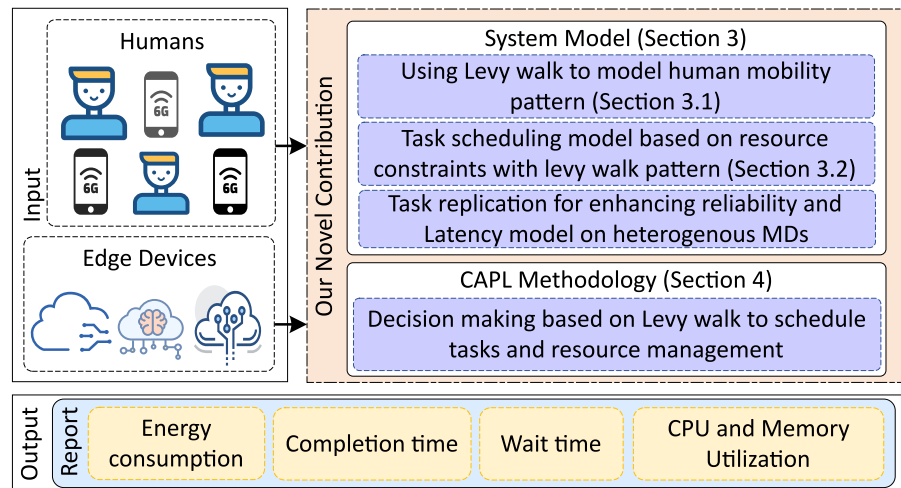 Input
Humans
6G
6G
6G
Edge Devices
Our Novel Contribution
System Model (Section 3)
Using Levy walk to model human mobility
pattern (Section 3.1)
Task scheduling model based on resource
constraints with levy walk pattern (Section 3.2)
Task replication for enhancing reliability and
Latency model on heterogenous MDs
CAPL Methodology (Section 4)
Decision making based on Levy walk to schedule
tasks and resource management
Output
Report
Energy
consumption
Completion time
Wait time
CPU and Memory
Utilization